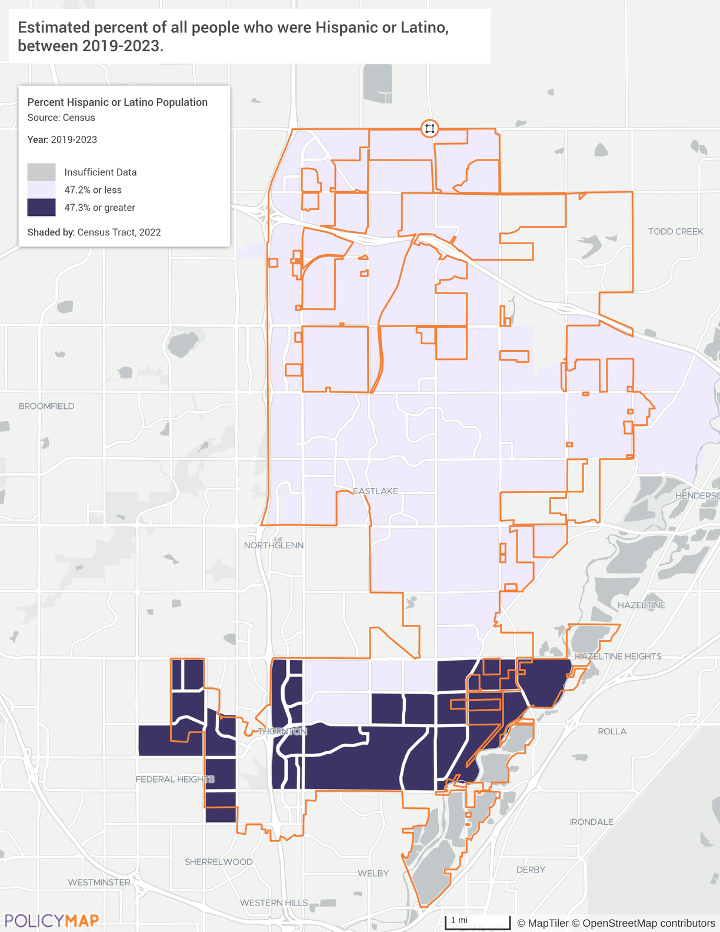 Estimated percent of all people who were Hispanic or Latino,
between 2019-2023.
Percent Hispanic or Latino Population
Source: Census
Year: 2019-2023
Insufficient Data
47.2% or less
47.3% or greater
Shaded by: Census Tract, 2022
TODD CREEK
BROOMFIELD
EASTLAKE
HENDERSO
NORTHGLENN
HAZELTINE
HAZELTINE HEIGHTS
THORNTON
ROLLA
FEDERAL HEIGHTS
IRONDALE
SHERRELWOOD
WELBY
DERBY
WESTMINSTER
WESTERN HILLS
POLICYMAP
1 mi
© MapTiler © OpenStreetMap contributors